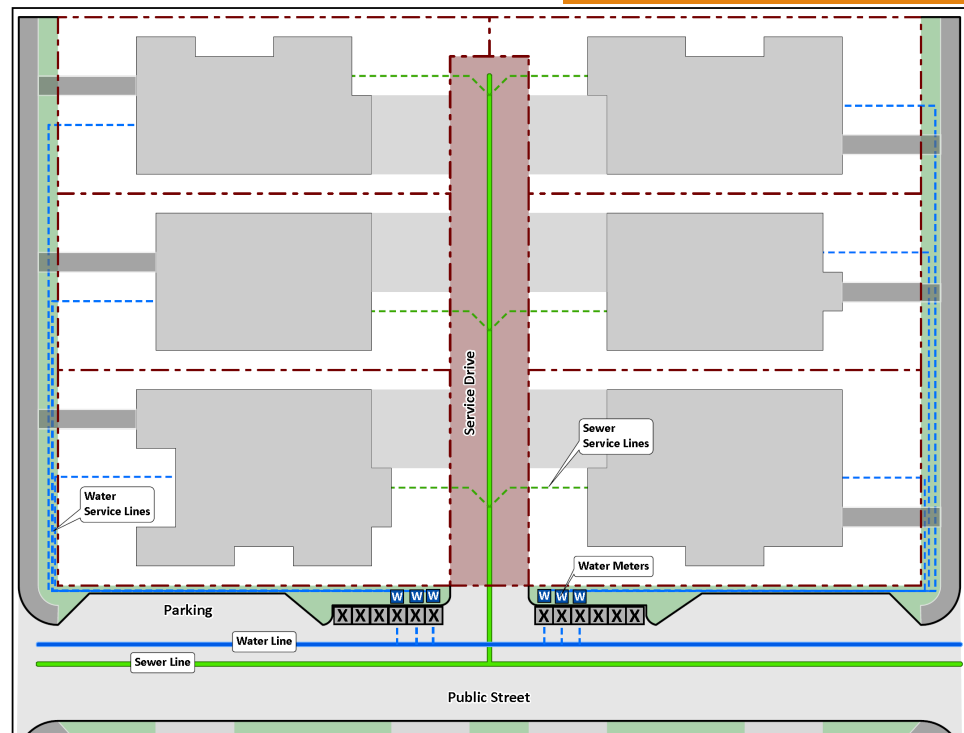 Service Drive
Sewer
Service Lines
Water
Service Lines
Water Meters
W W W W W W
Parking
X X X X X X X X X X X X
Water Line
Sewer Line
Public Street